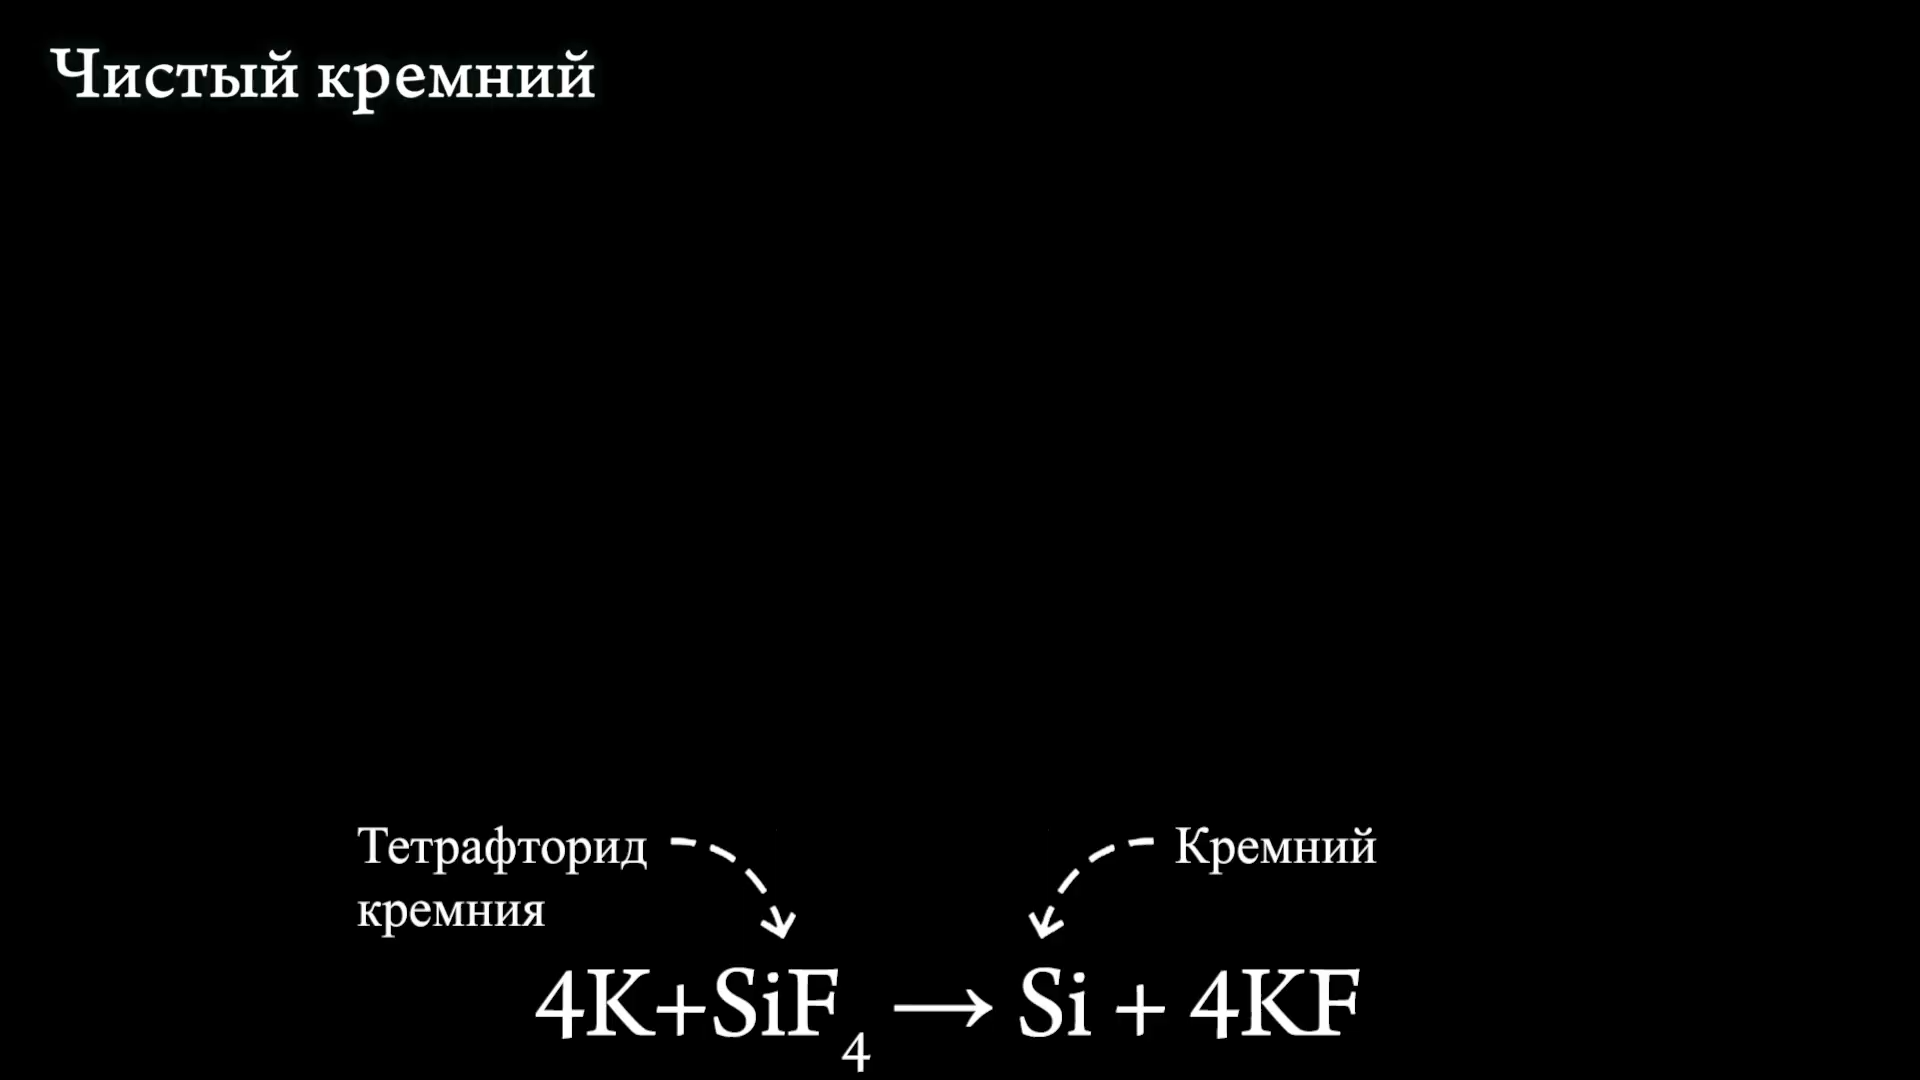 Чистый кремний
Тетрафторид
кремния
Кремний
4K+SiF₄ → Si + 4KF